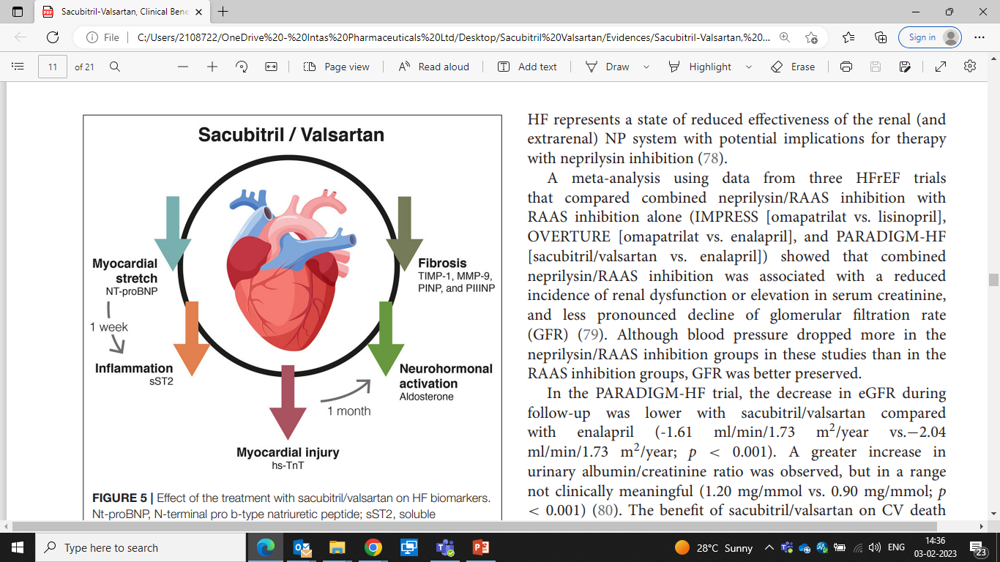 Sacubitril-Valsartan, Clinical Bene
File
C:/Users/2108722/OneDrive%20-%20Intas%20Pharmaceuticals%20Ltd/Desktop/Sacubitril%20Valsartan/Evidences/Sacubitril-Valsartan,%20...
Sign in
11 of 21
Page view
Read aloud
Add text
Draw
Highlight
Erase
Sacubitril / Valsartan
Myocardial
stretch
NT-proBNP
1 week
Inflammation
sST2
Fibrosis
TIMP-1, MMP-9,
PINP, and PIIINP
Neurohormonal
activation
Aldosterone
1 month
Myocardial injury
hs-TnT
FIGURE 5 | Effect of the treatment with sacubitril/valsartan on HF biomarkers.
Nt-proBNP, N-terminal pro b-type natriuretic peptide; sST2, soluble
HF represents a state of reduced effectiveness of the renal (and
extrarenal) NP system with potential implications for therapy
with neprilysin inhibition (78).
A meta-analysis using data from three HFrEF trials
that compared combined neprilysin/RAAS inhibition with
RAAS inhibition alone (IMPRESS [omapatrilat vs. lisinopril],
OVERTURE [omapatrilat vs. enalapril], and PARADIGM-HF
[sacubitril/valsartan vs. enalapril]) showed that combined
neprilysin/RAAS inhibition was associated with a reduced
incidence of renal dysfunction or elevation in serum creatinine,
and less pronounced decline of glomerular filtration rate
(GFR) (79). Although blood pressure dropped more in the
neprilysin/RAAS inhibition groups in these studies than in the
RAAS inhibition groups, GFR was better preserved.
In the PARADIGM-HF trial, the decrease in eGFR during
follow-up was lower with sacubitril/valsartan compared
with enalapril (-1.61 ml/min/1.73 m²/year vs.−2.04
ml/min/1.73 m²/year; p < 0.001). A greater increase in
urinary albumin/creatinine ratio was observed, but in a range
not clinically meaningful (1.20 mg/mmol vs. 0.90 mg/mmol; p
< 0.001) (80). The benefit of sacubitril/valsartan on CV death
Type here to search
28°C Sunny
ENG
14:36
03-02-2023
23